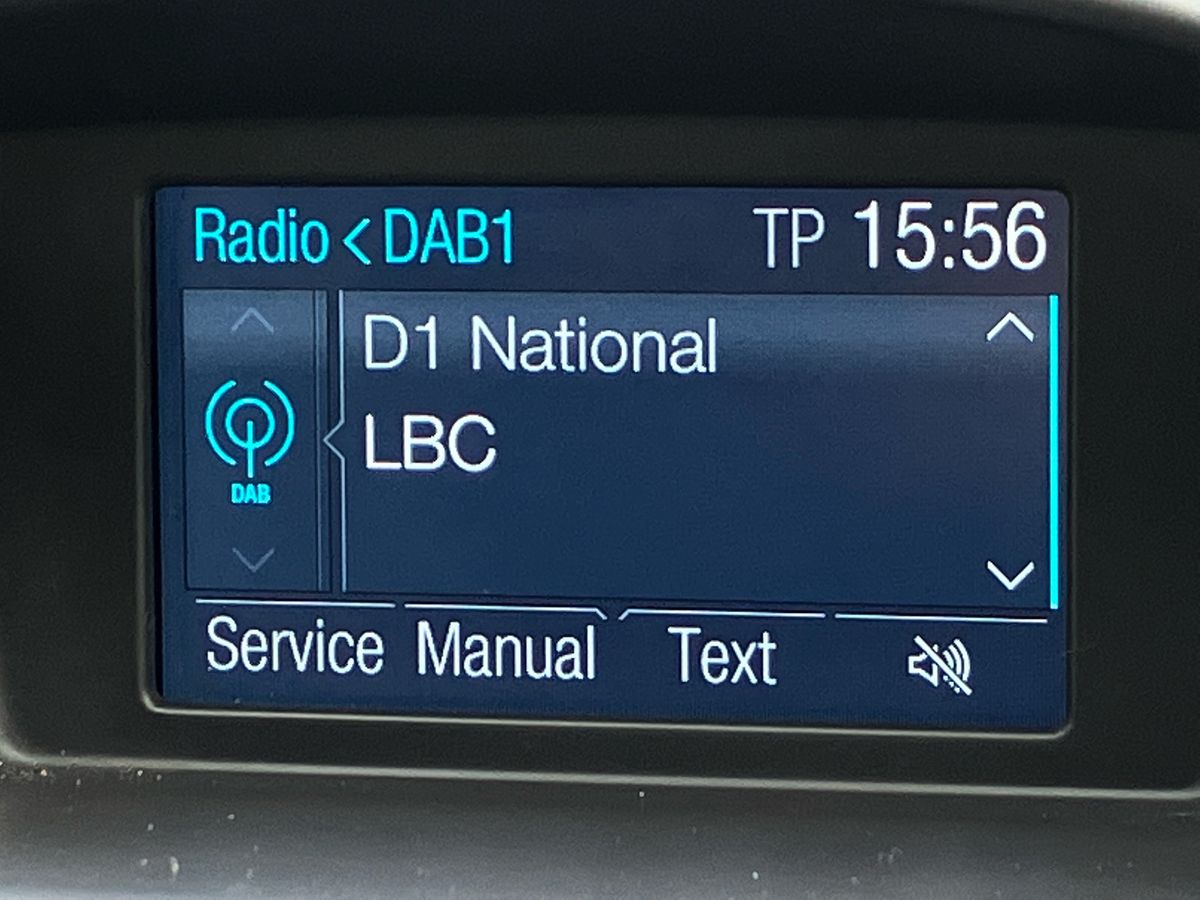 Radio < DAB1 TP 15:56
D1 National
LBC
DAB
Service Manual Text